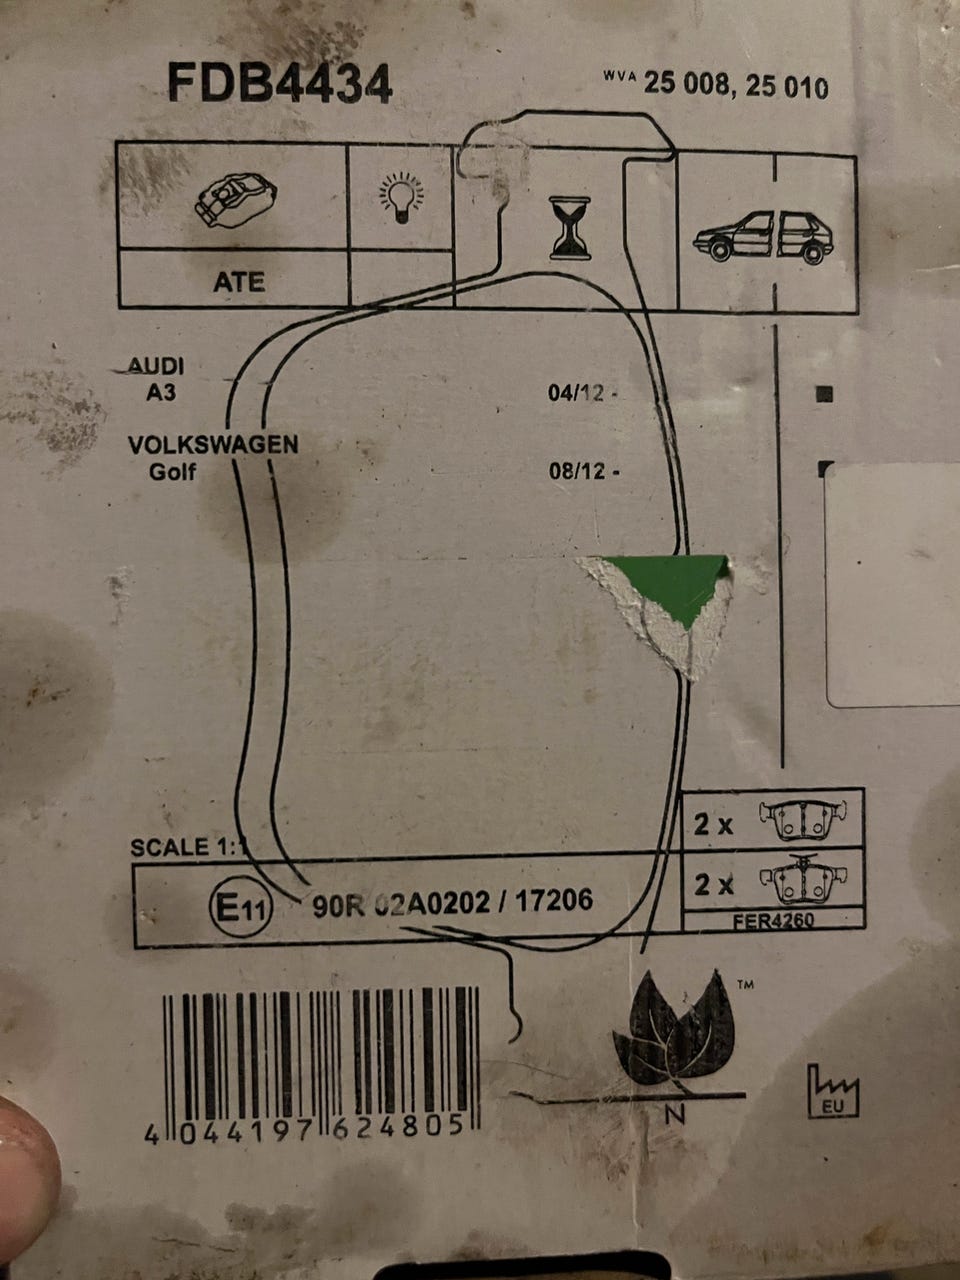 FDB4434
WVA 25 008, 25 010
ATE
AUDI
A3
04/12 -
VOLKSWAGEN
Golf
08/12 -
SCALE 1:1
2 x
2 x
FER4260
E11
90R 02A0202 / 17206
TM
N
EU
4 044197 624805